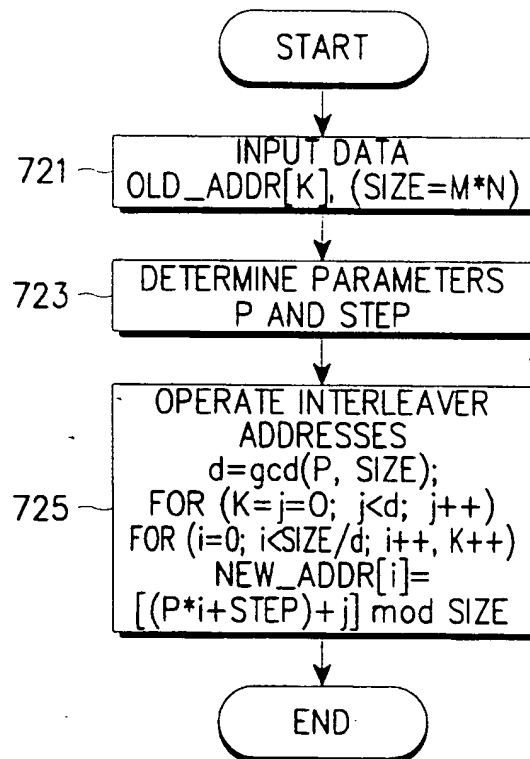 START
721
INPUT DATA
OLD_ADDR[K], (SIZE=M*N)
723
DETERMINE PARAMETERS
P AND STEP
725
OPERATE INTERLEAVER
ADDRESSES
d=gcd(P, SIZE);
FOR (K=j=0; j<d; j++)
FOR (i=0; i<SIZE/d; i++, K++)
NEW_ADDR[i]=
[(P*i+STEP)+j] mod SIZE
END